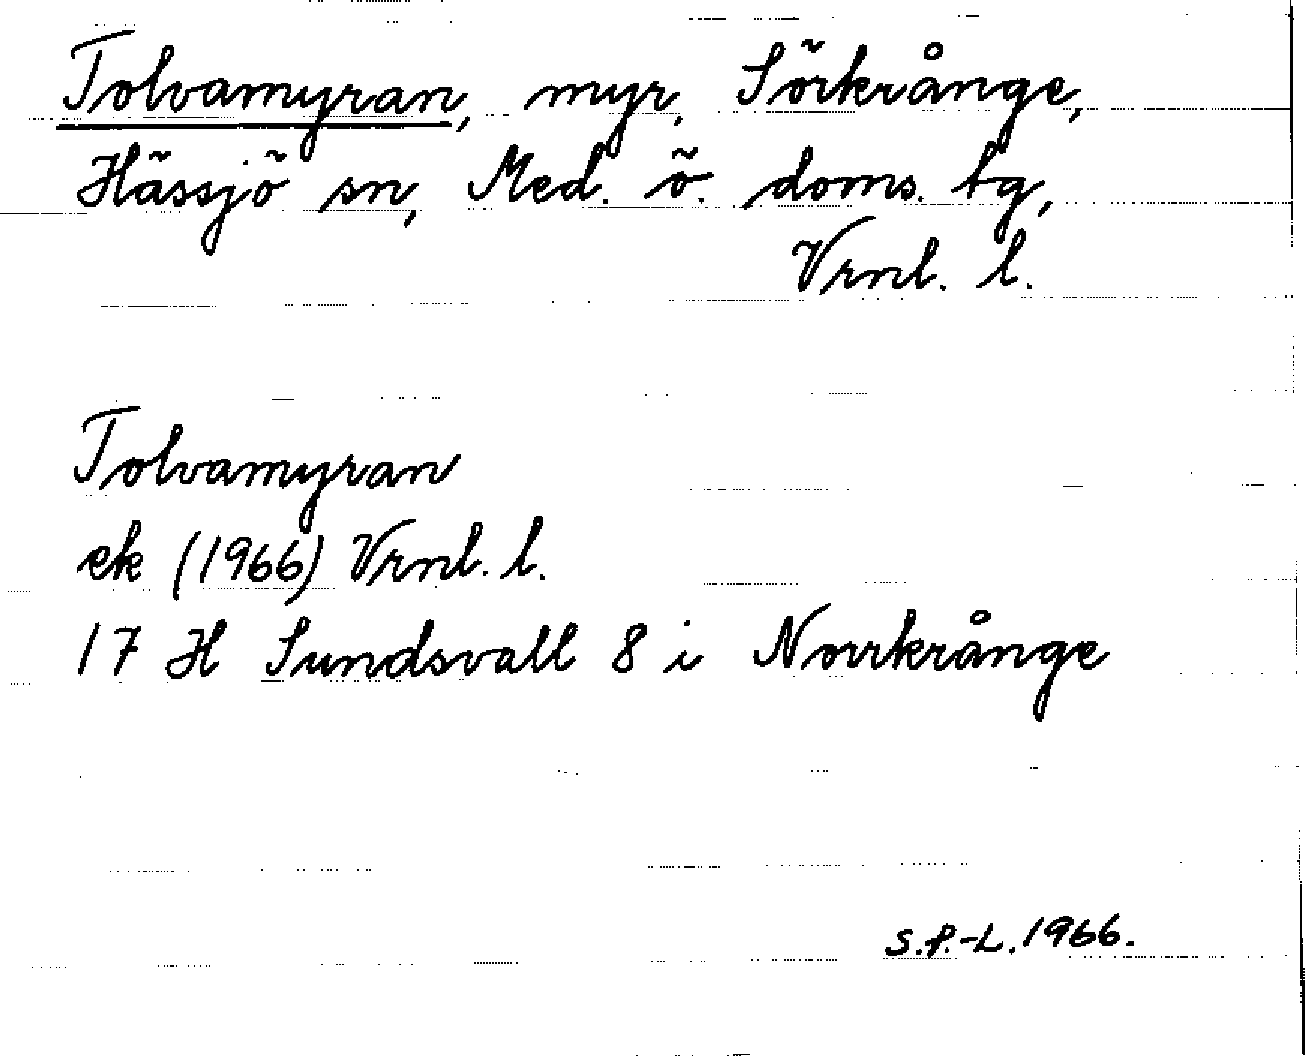 Tolvamyran, myr, Sörkrånge,
Hässjö sn, Med. ö. doms. tg,
Vrnl. l.
Tolvamyran
ek (1966) Vrnl. l.
17 H Sundsvall 8 i Norrkrånge
S.P.-L. 1966.